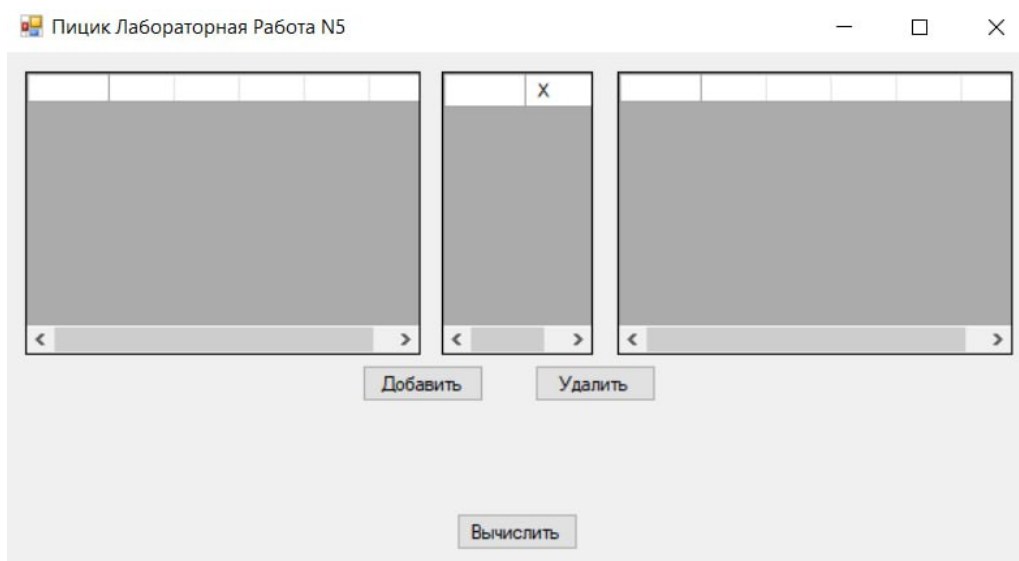 Пицик Лабораторная Работа N5
X
Добавить Удалить
Вычислить